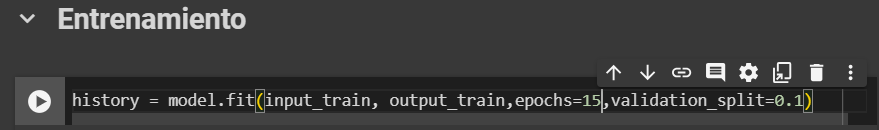 Entrenamiento
history = model.fit(input_train, output_train,epochs=15,validation_split=0.1)